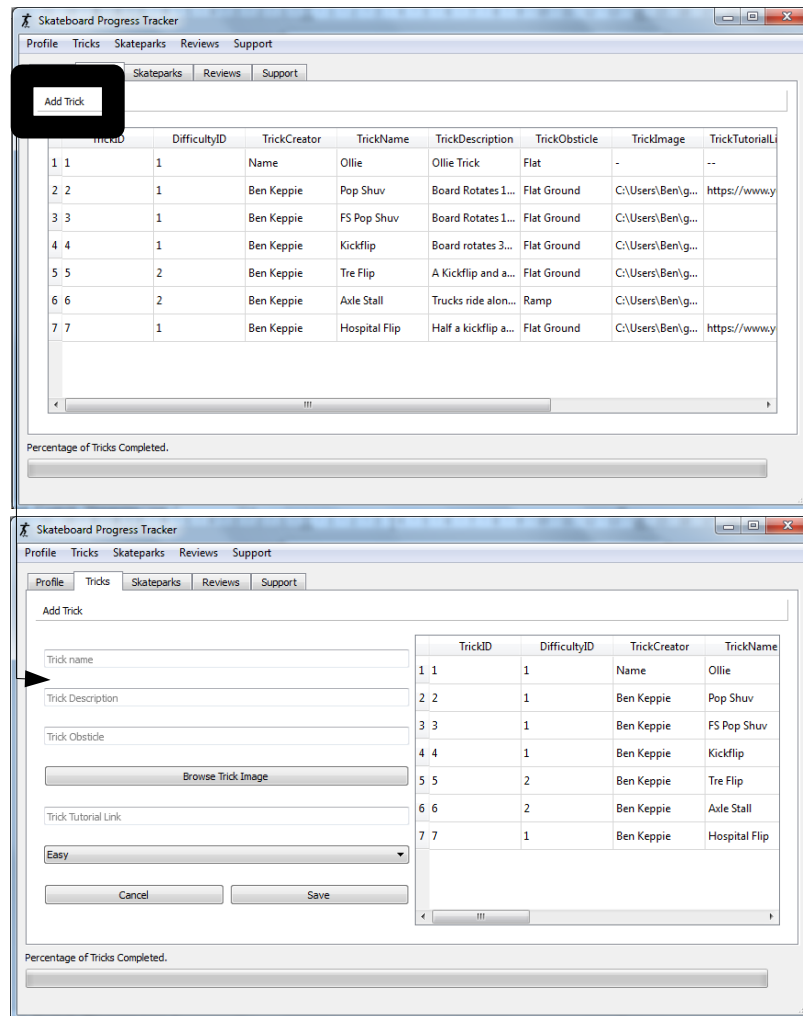 Skateboard Progress Tracker
Profile Tricks Skateparks Reviews Support
Skateparks Reviews Support
Add Trick
TrickID DifficultyID TrickCreator TrickName TrickDescription TrickObsticle TrickImage TrickTutorialLi
1 1 1 Name Ollie Ollie Trick Flat - --
2 2 1 Ben Keppie Pop Shuv Board Rotates 1... Flat Ground C:\Users\Ben\g... https://www.y
3 3 1 Ben Keppie FS Pop Shuv Board Rotates 1... Flat Ground C:\Users\Ben\g...
4 4 1 Ben Keppie Kickflip Board rotates 3... Flat Ground C:\Users\Ben\g...
5 5 2 Ben Keppie Tre Flip A Kickflip and a... Flat Ground C:\Users\Ben\g...
6 6 2 Ben Keppie Axle Stall Trucks ride alon... Ramp C:\Users\Ben\g...
7 7 1 Ben Keppie Hospital Flip Half a kickflip a... Flat Ground C:\Users\Ben\g... https://www.y
Percentage of Tricks Completed.
Skateboard Progress Tracker
Profile Tricks Skateparks Reviews Support
Profile Tricks Skateparks Reviews Support
Add Trick
Trick name
Trick Description
Trick Obsticle
Browse Trick Image
Trick Tutorial Link
Easy
Cancel Save
TrickID DifficultyID TrickCreator TrickName
1 1 1 Name Ollie
2 2 1 Ben Keppie Pop Shuv
3 3 1 Ben Keppie FS Pop Shuv
4 4 1 Ben Keppie Kickflip
5 5 2 Ben Keppie Tre Flip
6 6 2 Ben Keppie Axle Stall
7 7 1 Ben Keppie Hospital Flip
Percentage of Tricks Completed.